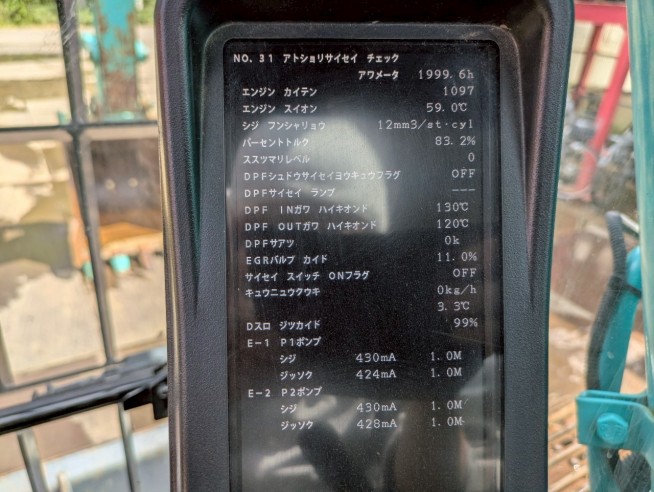 NO. 31 アトショリサイセイ チェック
アワメータ 1999. 6h
エンジン カイテン 1097
エンジン スイオン 59. 0℃
シジ フンシャリョウ 12mm3/st·cyl
パーセントトルク 83. 2%
ススツマリレベル 0
DPFシュドウサイセイヨウキュウフラグ OFF
DPFサイセイ ランプ ---
DPF INガワ ハイキオンド 130℃
DPF OUTガワ ハイキオンド 120℃
DPFサアツ 0k
EGRバルブ カイド 11. 0%
サイセイ スイッチ ONフラグ OFF
キュウニュウクウキ 0kg/h
3. 3℃
Dスロ ジツカイド 99%
E-1 P1ポンプ
シジ 430mA 1. 0M
ジッソク 424mA 1. 0M
E-2 P2ポンプ
シジ 430mA 1. 0M
ジッソク 428mA 1. 0M